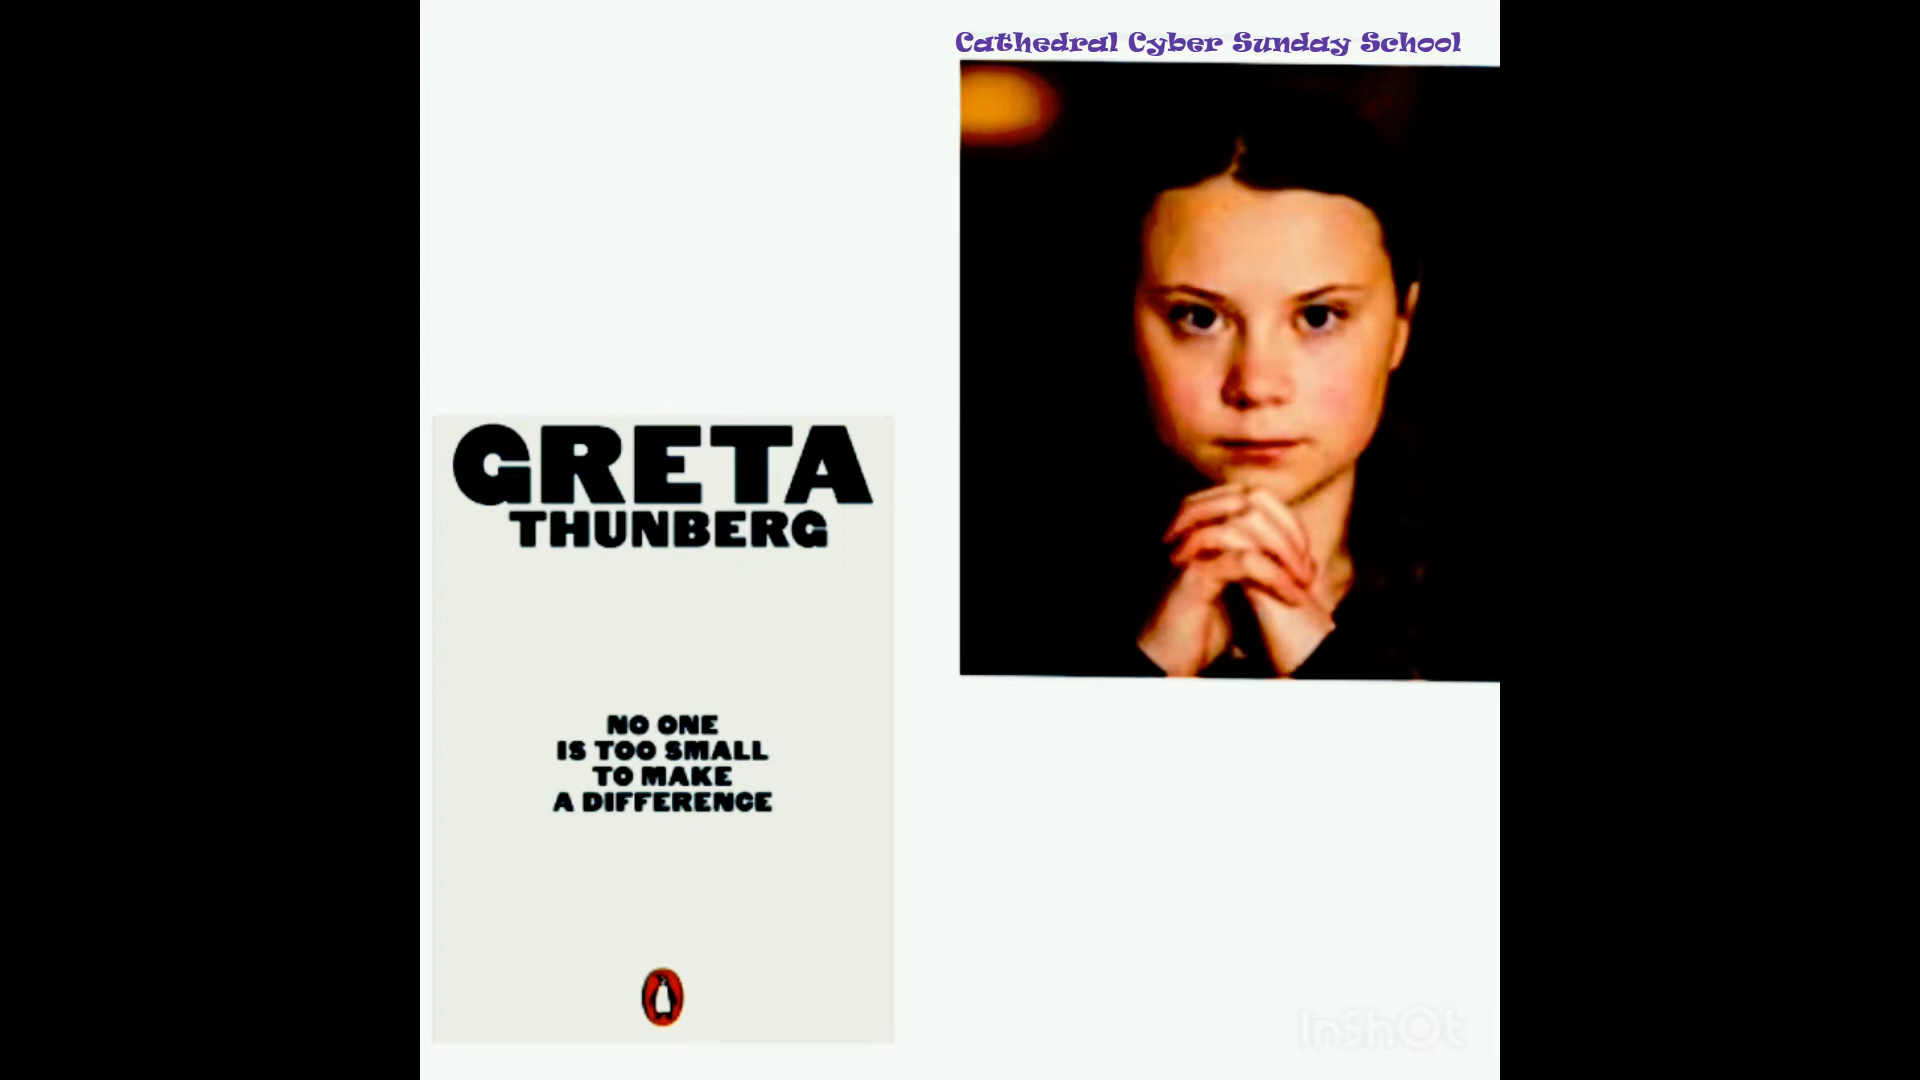 Cathedral Cyber Sunday School
GRETA
THUNBERG
NO ONE
IS TOO SMALL
TO MAKE
A DIFFERENCE
InShOt